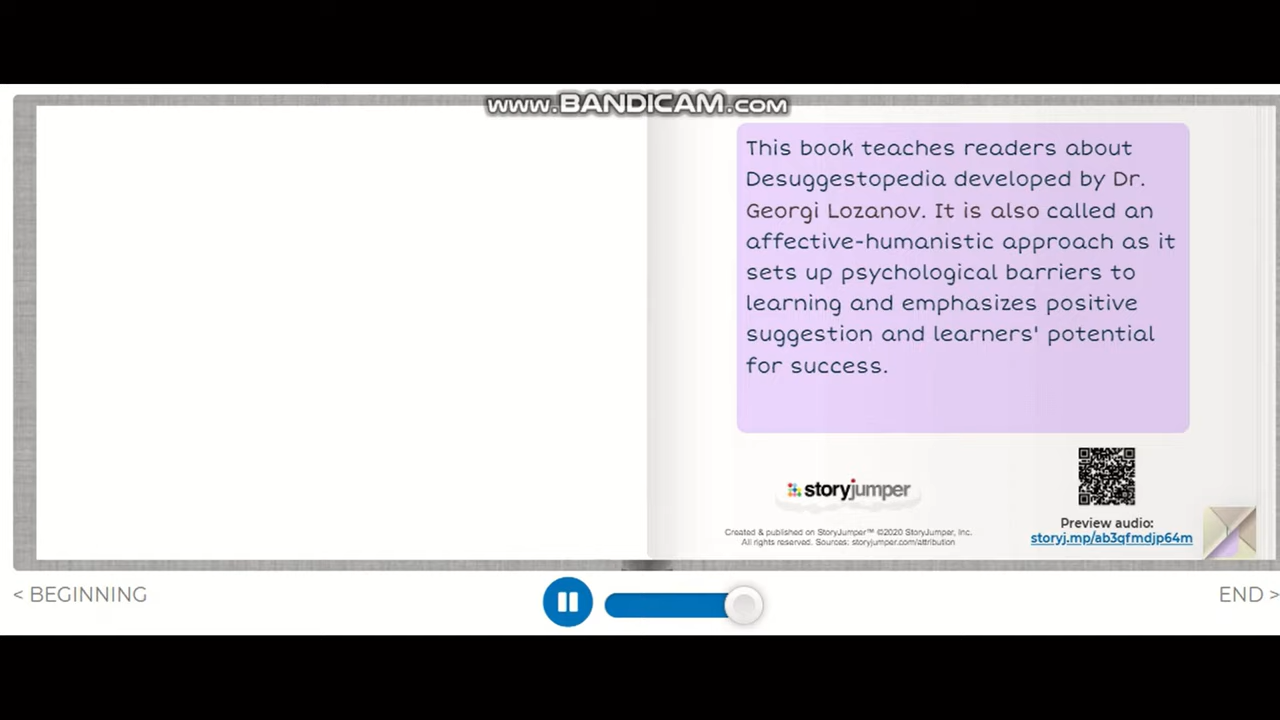 www.BANDICAM.com
This book teaches readers about
Desuggestopedia developed by Dr.
Georgi Lozanov. It is also called an
affective-humanistic approach as it
sets up psychological barriers to
learning and emphasizes positive
suggestion and learners' potential
for success.
storyjumper
Created & published on StoryJumper™ ©2020 StoryJumper, Inc.
All rights reserved. Sources: storyjumper.com/attribution
Preview audio:
storyj.mp/ab3qfmdjp64m
< BEGINNING
END >